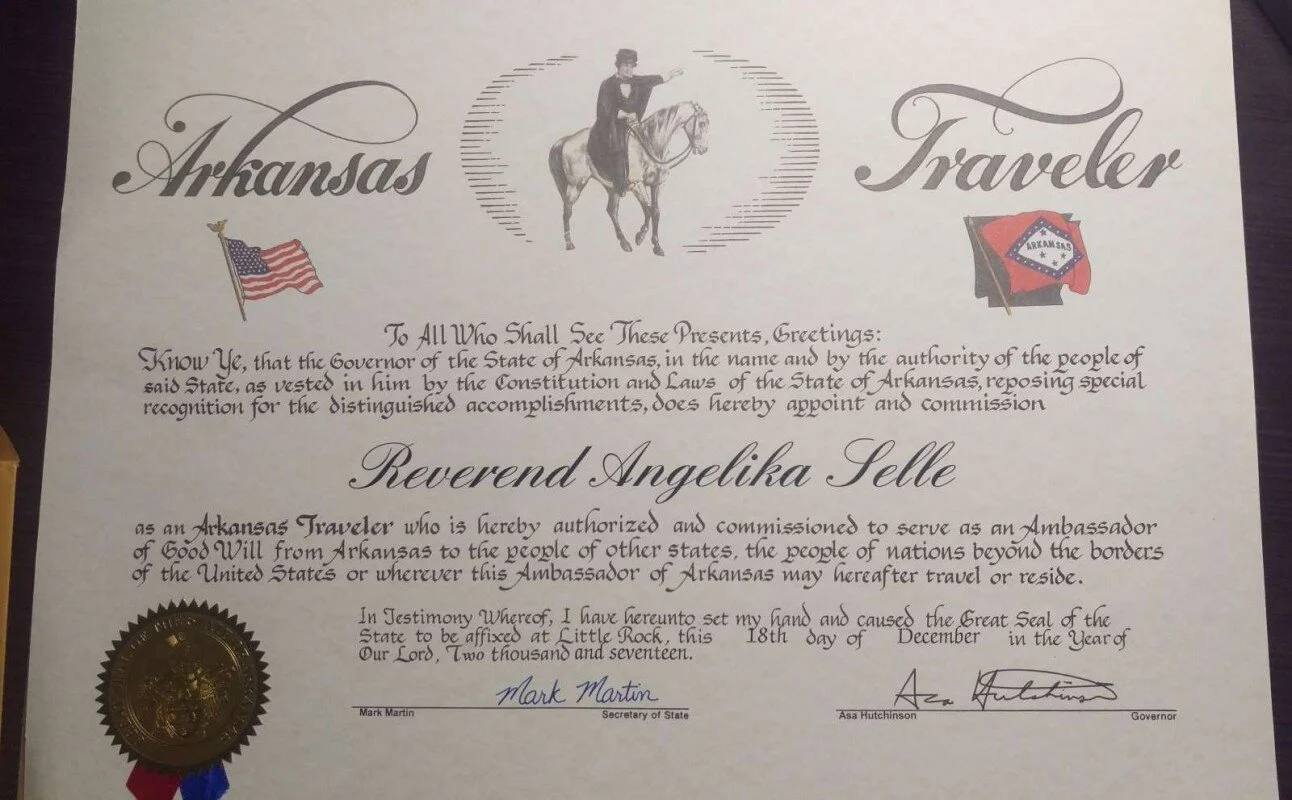 Arkansas Traveler
ARKANSAS
To All Who Shall See These Presents, Greetings:
Know Ye, that the Governor of the State of Arkansas, in the name and by the authority of the people of
said State, as vested in him by the Constitution and Laws of the State of Arkansas, reposing special
recognition for the distinguished accomplishments, does hereby appoint and commission
Reverend Angelika Selle
as an Arkansas Traveler who is hereby authorized and commissioned to serve as an Ambassador
of Good Will from Arkansas to the people of other states, the people of nations beyond the borders
of the United States or wherever this Ambassador of Arkansas may hereafter travel or reside.
In Testimony Whereof, I have hereunto set my hand and caused the Great Seal of the
State to be affixed at Little Rock, this 18th day of December in the Year of
Our Lord, Two thousand and seventeen.
Mark Martin
Asa Hutchinson
Mark Martin Secretary of State
Asa Hutchinson Governor